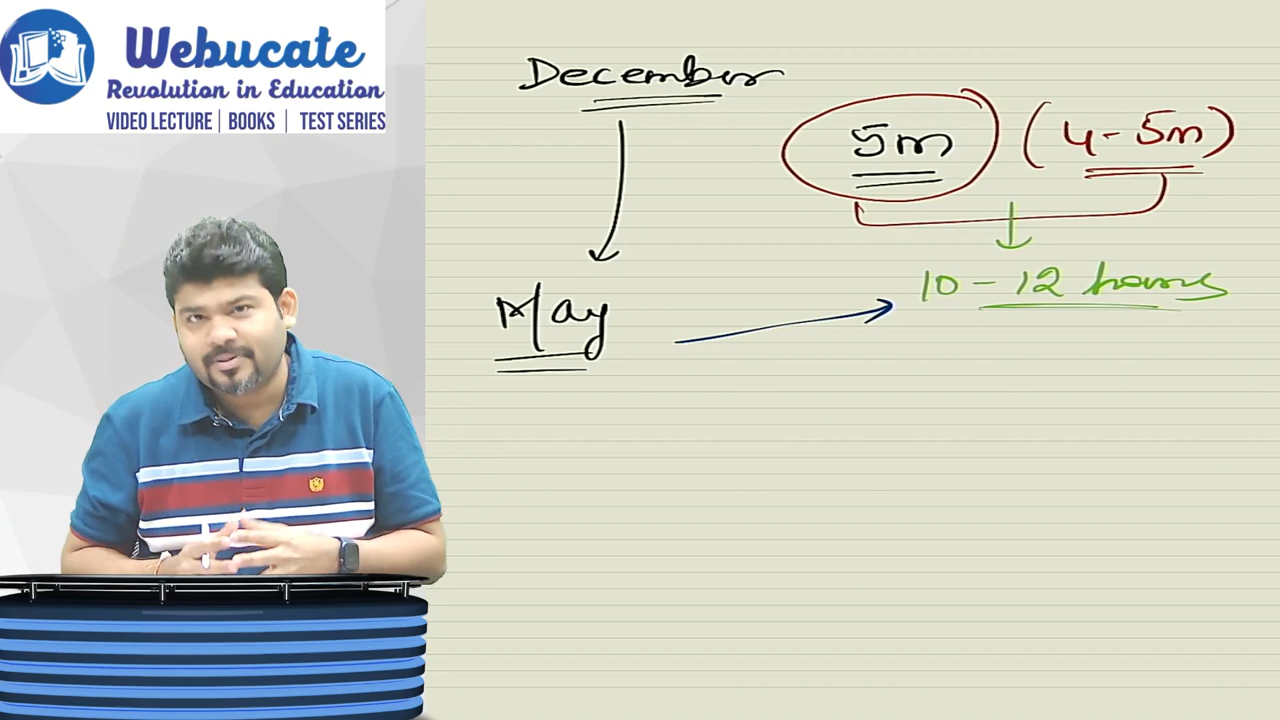 Webucate
Revolution in Education
VIDEO LECTURE | BOOKS | TEST SERIES
December
5m (4-5m)
10-12 hours
May